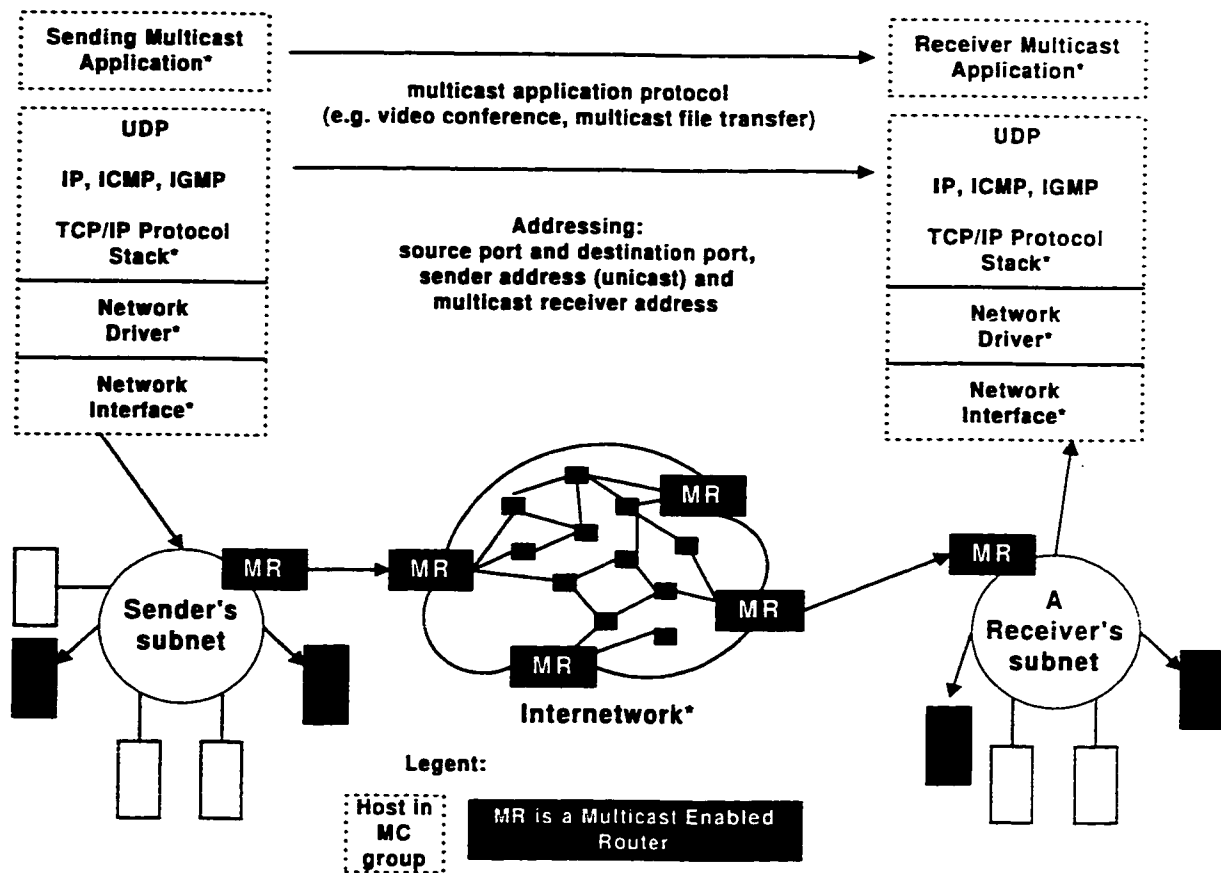 Sending Multicast
Application*
Receiver Multicast
Application*
multicast application protocol
(e.g. video conference, multicast file transfer)
UDP
IP, ICMP, IGMP
TCP/IP Protocol
Stack*
Network
Driver*
Network
Interface*
Addressing:
source port and destination port,
sender address (unicast) and
multicast receiver address
UDP
IP, ICMP, IGMP
TCP/IP Protocol
Stack*
Network
Driver*
Network
Interface*
MR
MR
MR
MR
MR
MR
Sender's
subnet
A
Receiver's
subnet
Internetwork*
Legent:
Host in
MC
group
MR is a Multicast Enabled
Router